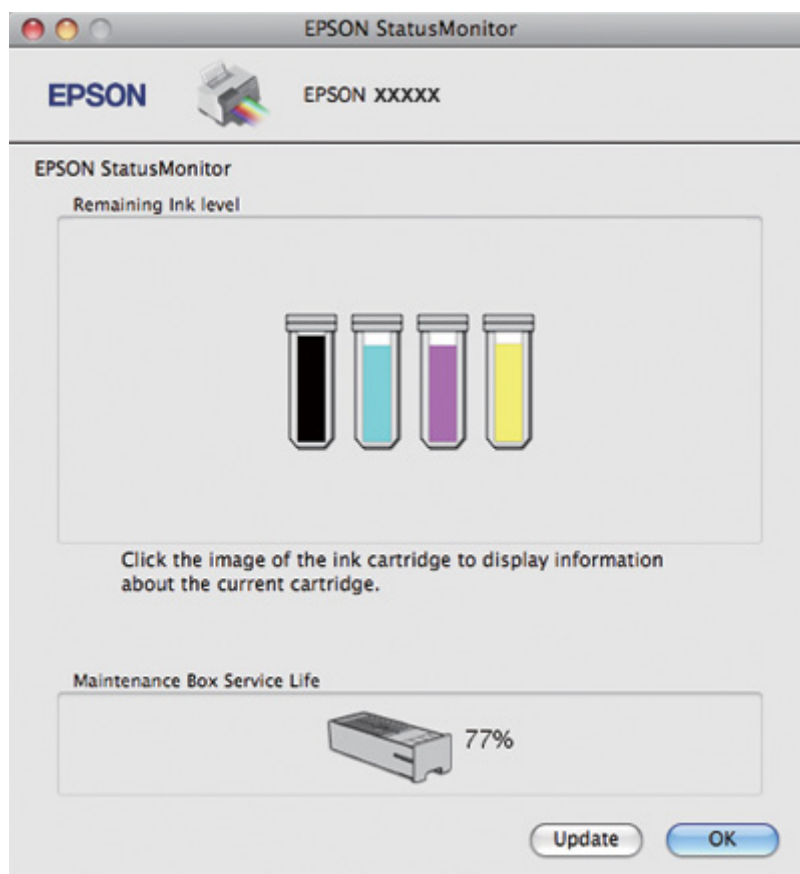 EPSON StatusMonitor
EPSON
EPSON XXXXX
EPSON StatusMonitor
Remaining Ink level
Click the image of the ink cartridge to display information
about the current cartridge.
Maintenance Box Service Life
77%
Update
OK